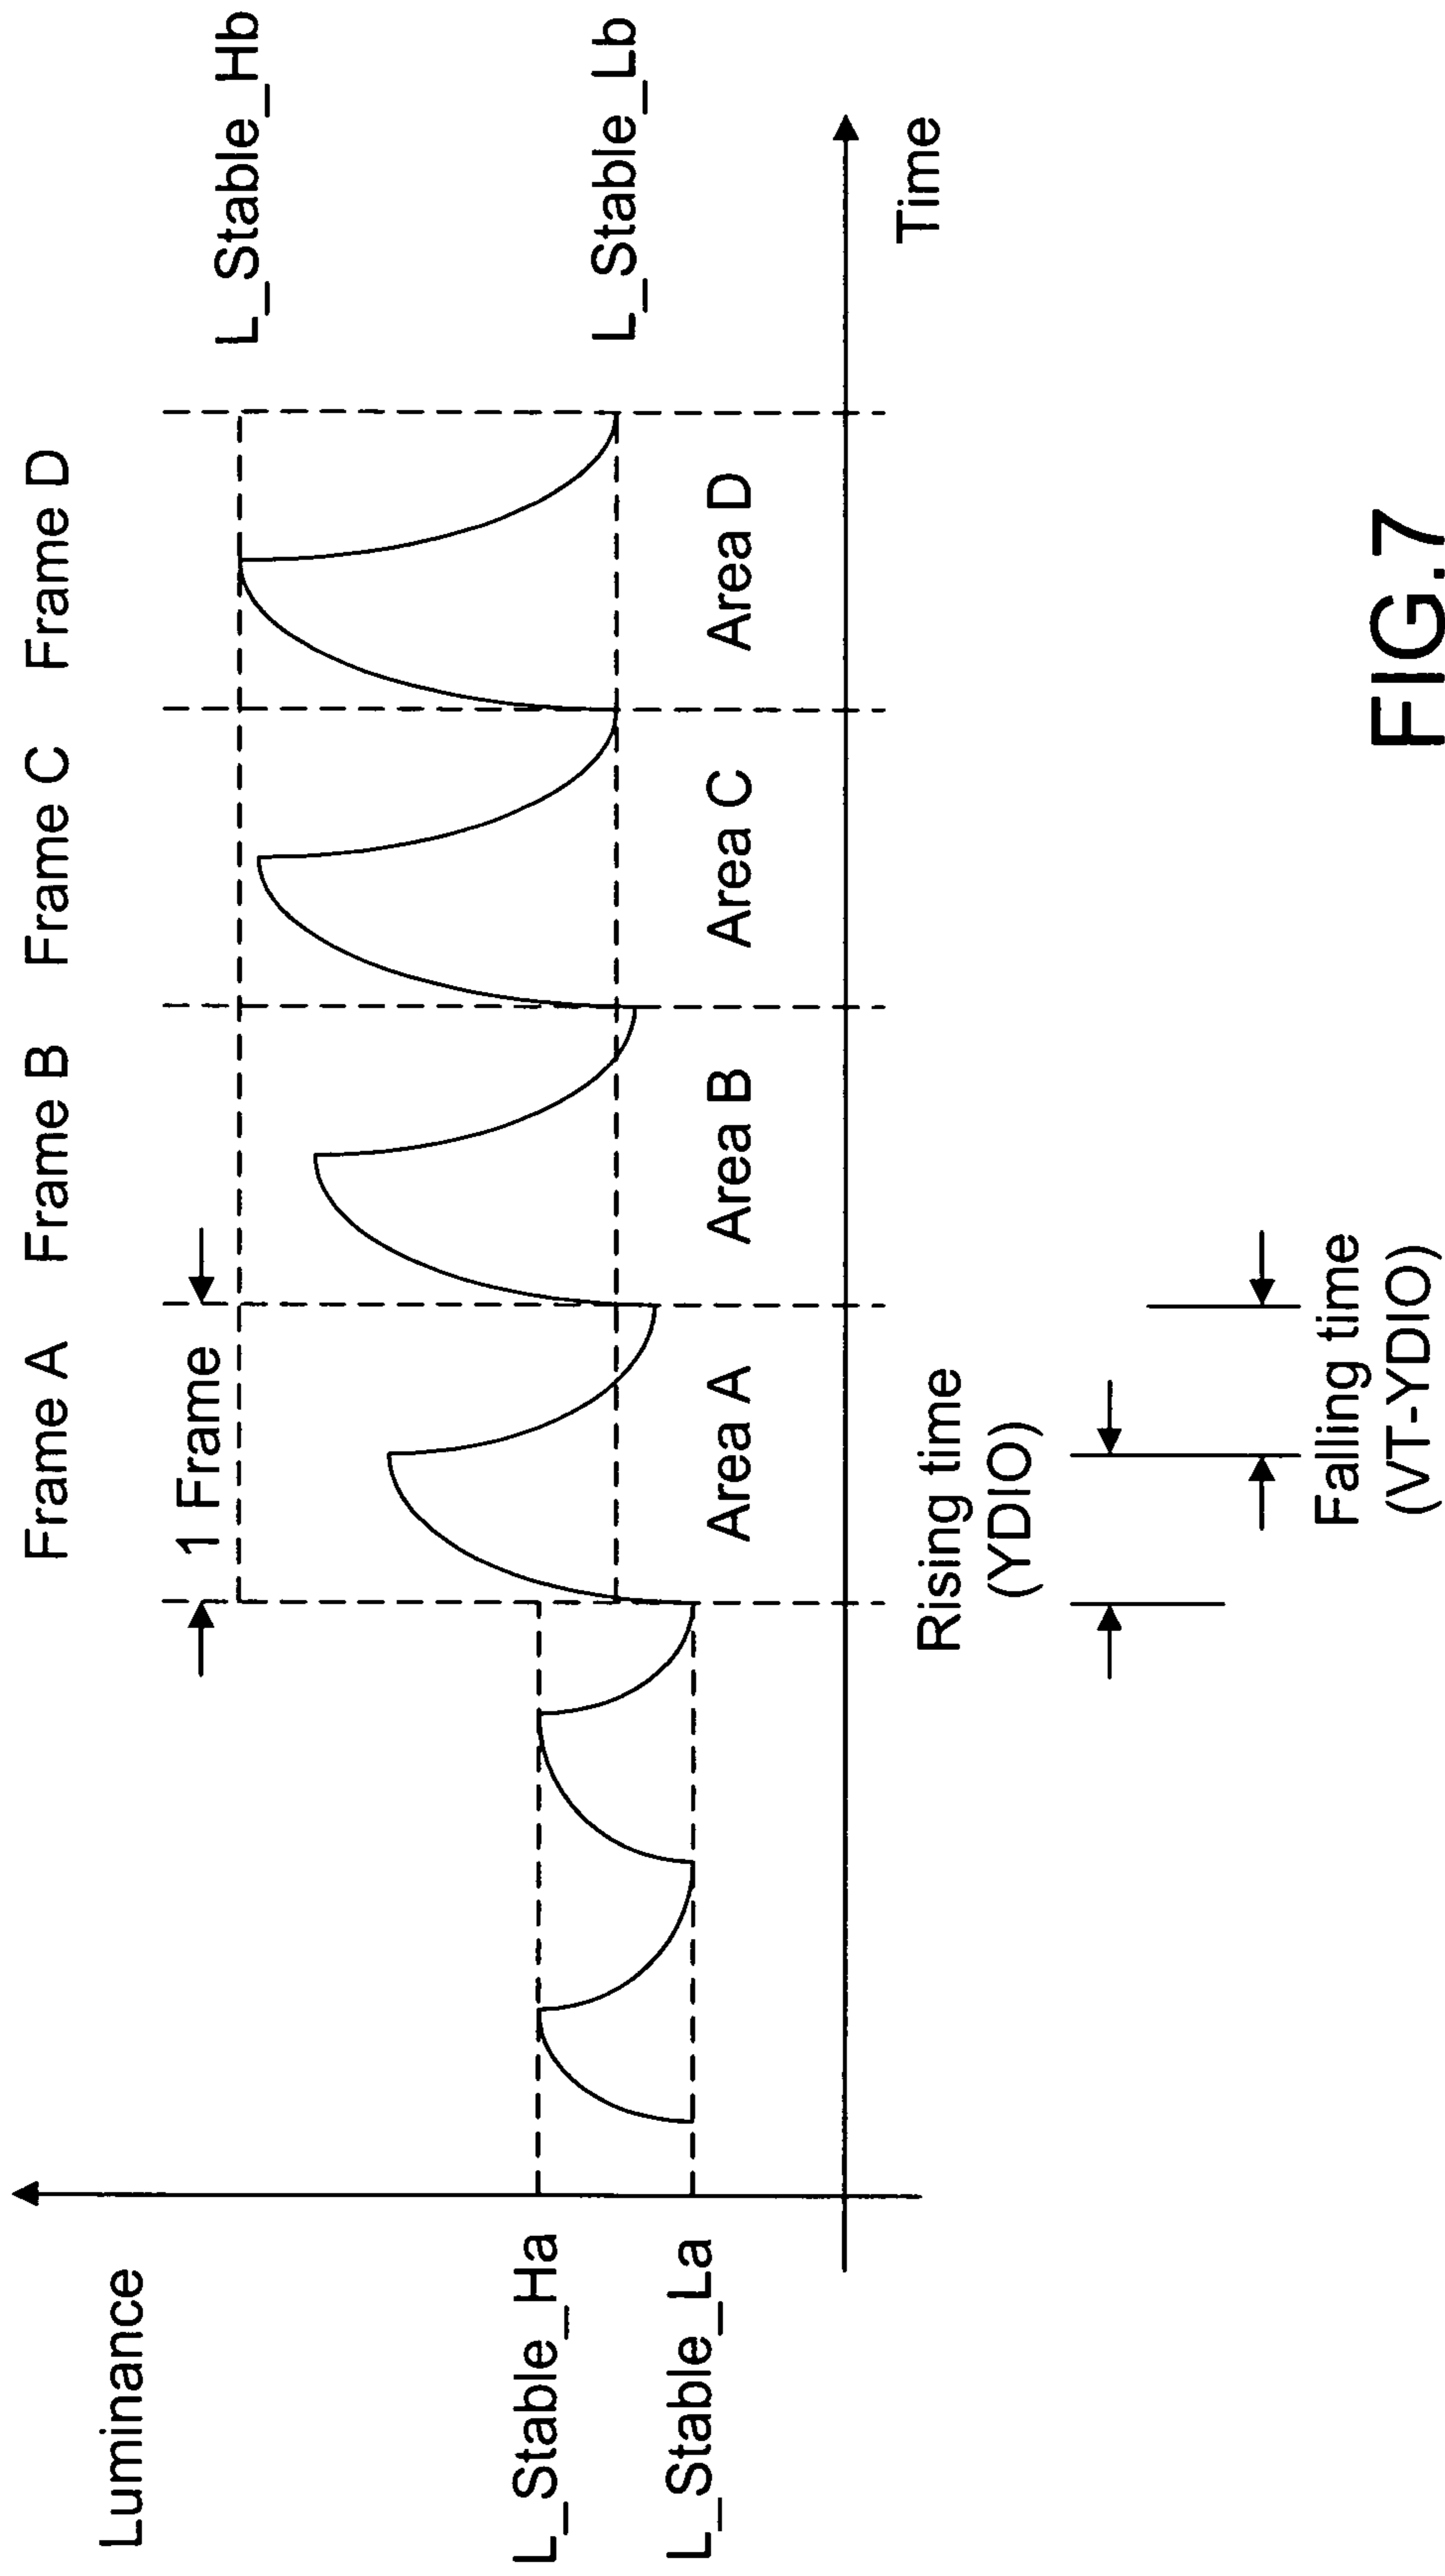 Luminance
Frame A
Frame B
Frame C
Frame D
1 Frame
L_Stable_Hb
L_Stable_Ha
L_Stable_Lb
L_Stable_La
Area A
Area B
Area C
Area D
Time
Rising time
(YDIO)
Falling time
(VT-YDIO)
FIG.7